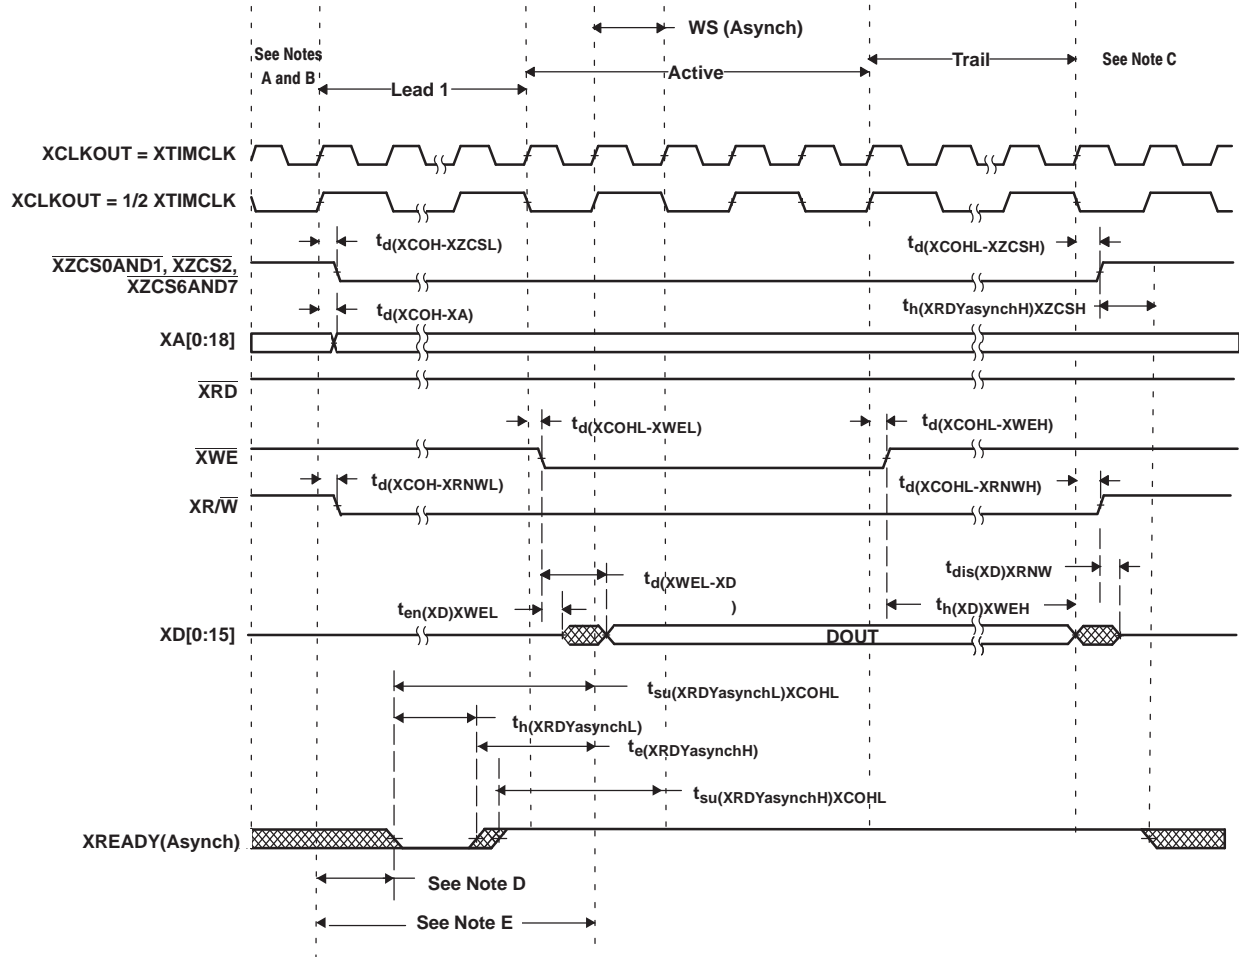 WS (Asynch)
See Notes
A and B
Lead 1
Active
Trail
See Note C
XCLKOUT = XTIMCLK
XCLKOUT = 1/2 XTIMCLK
td(XCOH-XZCSL)
td(XCOHL-XZCSH)
XZCS0AND1, XZCS2,
XZCS6AND7
td(XCOH-XA)
th(XRDYasynchH)XZCSH
XA[0:18]
XRD
td(XCOHL-XWEL)
td(XCOHL-XWEH)
XWE
td(XCOH-XRNWL)
td(XCOHL-XRNWH)
XR/W
td(XWEL-XD
)
tdis(XD)XRNW
ten(XD)XWEL
th(XD)XWEH
XD[0:15]
DOUT
tsu(XRDYasynchL)XCOHL
th(XRDYasynchL)
te(XRDYasynchH)
tsu(XRDYasynchH)XCOHL
XREADY(Asynch)
See Note D
See Note E